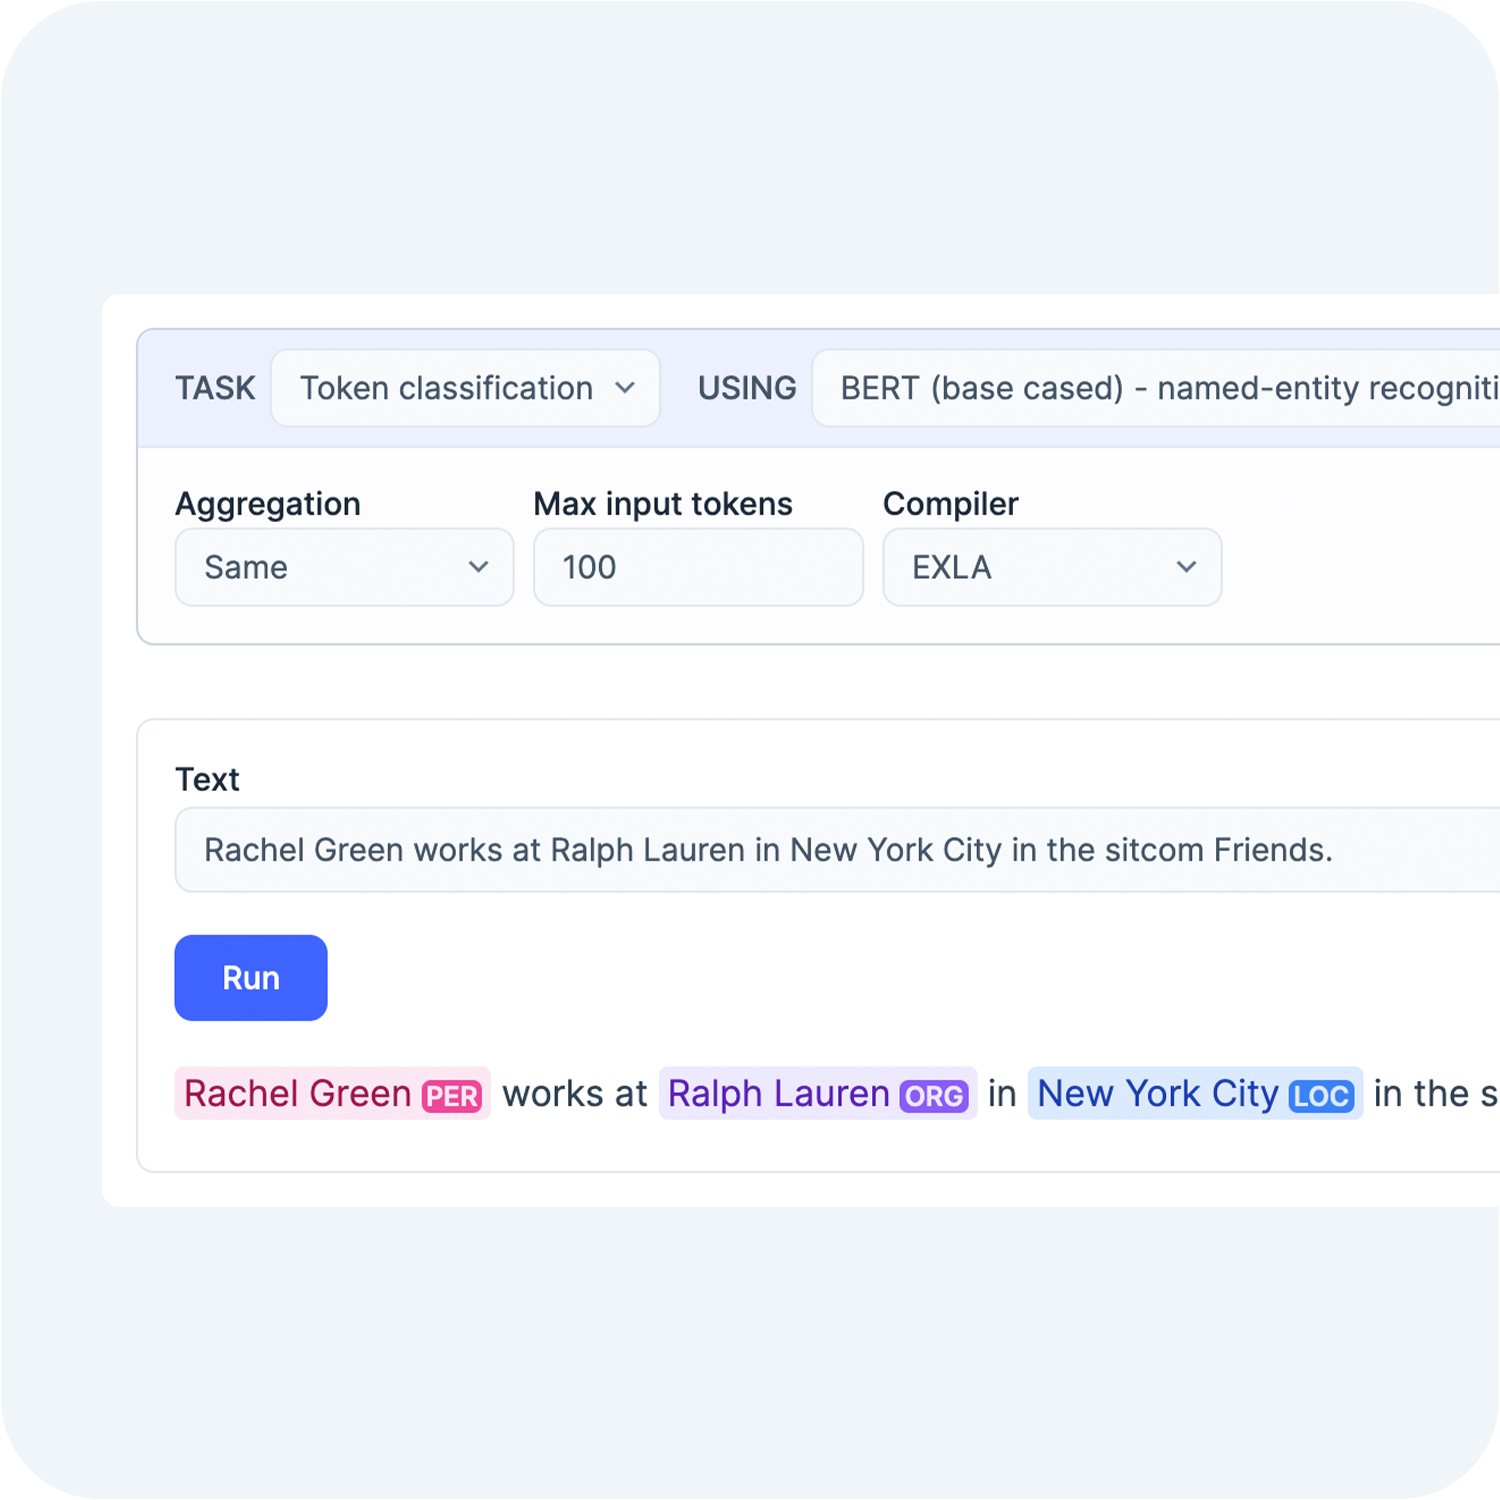 TASK Token classification USING BERT (base cased) - named-entity recogniti
Aggregation Max input tokens Compiler
Same 100 EXLA
Text
Rachel Green works at Ralph Lauren in New York City in the sitcom Friends.
Run
Rachel Green PER works at Ralph Lauren ORG in New York City LOC in the s